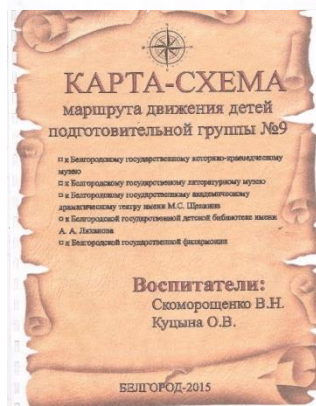 КАРТА-СХЕМА
маршрута движения детей
подготовительной группы №9
¤ к Белгородскому государственному историко-краеведческому
музею
¤ к Белгородскому государственному литературному музею
¤ к Белгородскому государственному академическому
драматическому театру имени М.С. Щепкина
¤ к Белгородской государственной детской библиотеке имени
А. А. Лиханова
¤ к Белгородской государственной филармонии
Воспитатели:
Скоморощенко В.Н.
Куцына О.В.
БЕЛГОРОД-2015